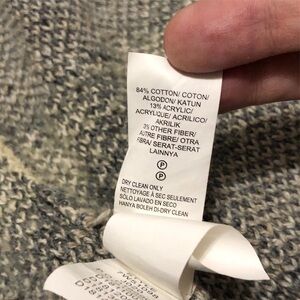 84% COTTON/ COTON/
ALGODON/ KATUN
13% ACRYLIC/
ACRYLIQUE/ ACRILICO/
AKRILIK
3% OTHER FIBER/
AUTRE FIBRE/ OTRA
FIBRA/ SERAT-SERAT
LAINNYA
P
P
DRY CLEAN ONLY
NETTOYAGE À SEC SEULEMENT
SÓLO LAVADO EN SECO
HANYA BOLEH DI-DRY CLEAN